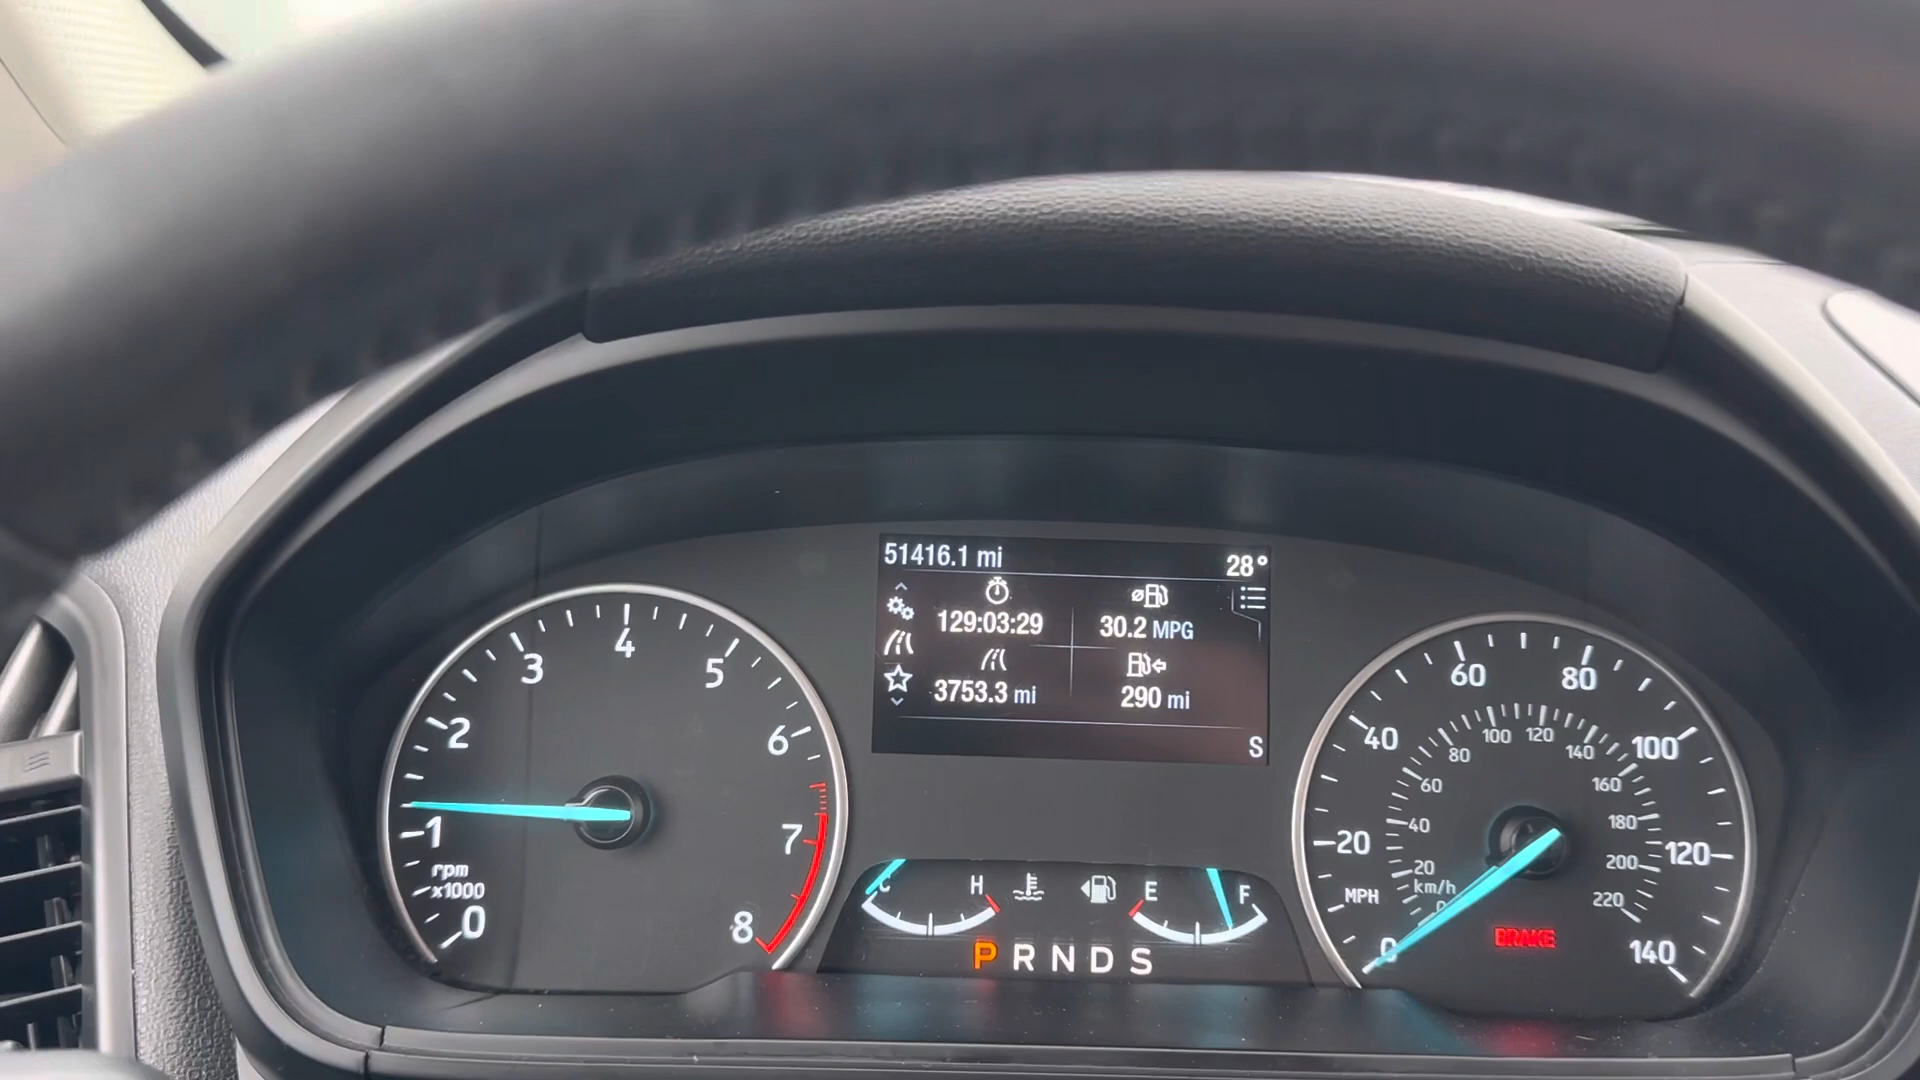 51416.1 mi 28°
129:03:29 30.2 MPG
3753.3 mi 290 mi
S
0 1 2 3 4 5 6 7 8
rpm
x1000
C H E F
P R N D S
0 20 40 60 80 100 120 140
MPH
0 20 40 60 80 100 120 140 160 180 200 220
km/h
BRAKE